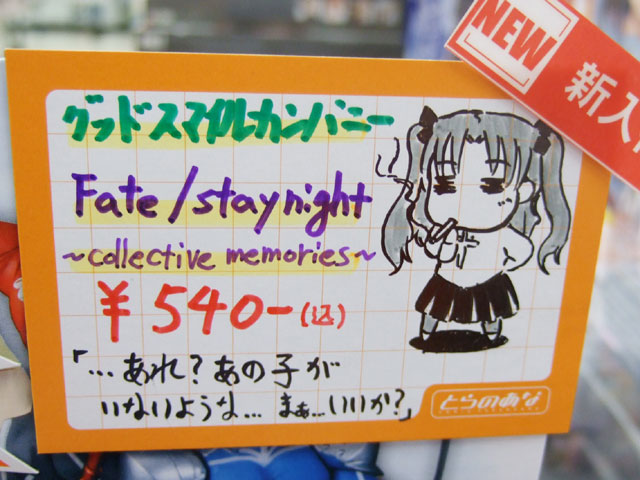 NEW
新入
グッドスマイルカンパニー
Fate/stay night
～collective memories～
¥540-(込)
「…あれ？あの子が
いないような…まぁ…いいか？」
とらのあな